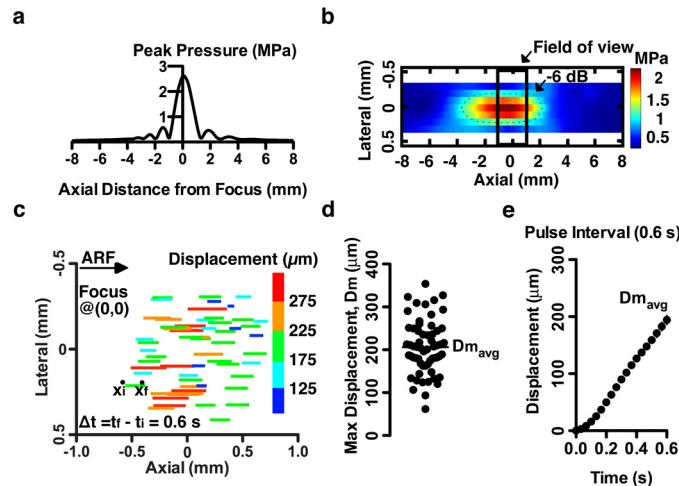 a
Peak Pressure (MPa)
3
2
1
0
-8 -6 -4 -2 0 2 4 6 8
Axial Distance from Focus (mm)
b
Field of view
-6 dB
MPa
Lateral (mm)
-0.5
0
0.5
2
1.5
1
0.5
-8 -6 -4 -2 0 2 4 6 8
Axial (mm)
c
ARF
Displacement (µm)
Focus
@(0,0)
275
225
175
125
Lateral (mm)
-0.5
0
0.5
xi xf
Δt =tf - ti = 0.6 s
-1.0 -0.5 0 0.5 1.0
Axial (mm)
d
Max Displacement, Dm (µm)
400
300
200
100
0
Dmavg
e
Pulse Interval (0.6 s)
Displacement (µm)
300
200
100
0
Dmavg
0.0 0.2 0.4 0.6
Time (s)